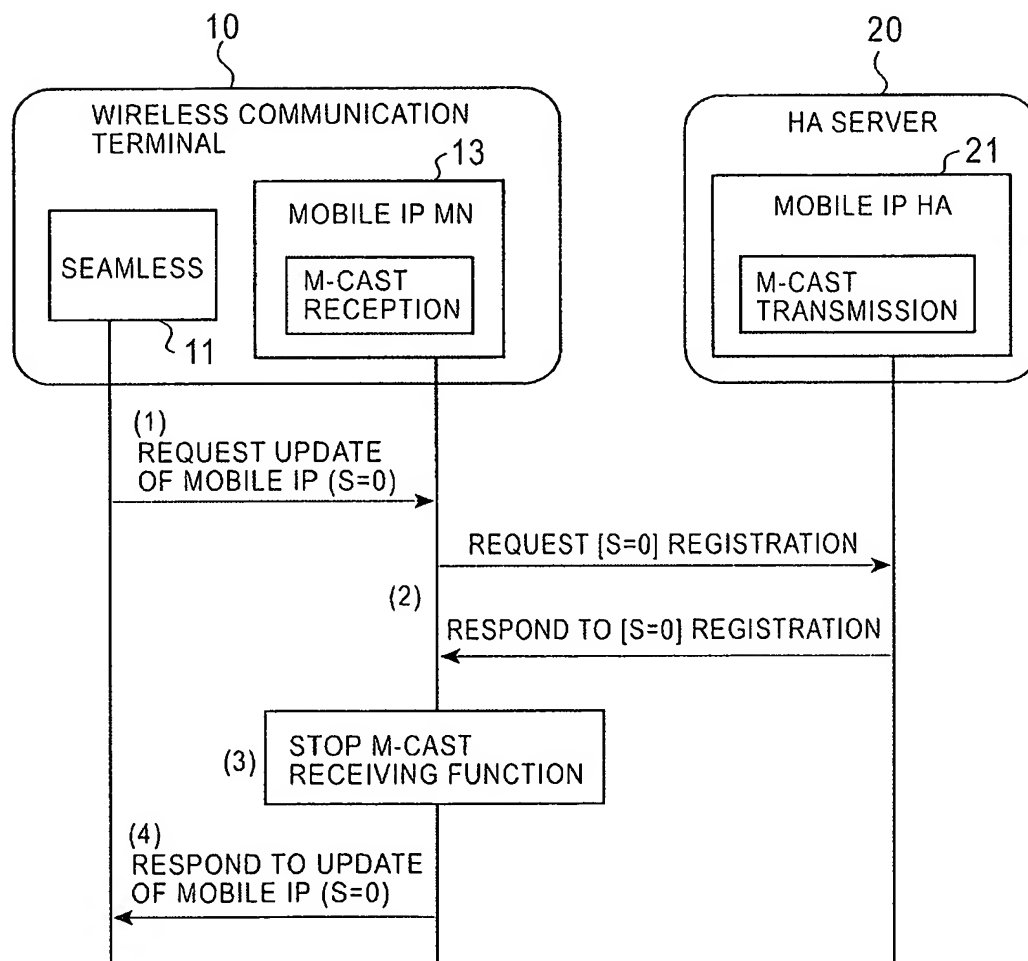 10
20
WIRELESS COMMUNICATION
TERMINAL
HA SERVER
13
21
MOBILE IP MN
MOBILE IP HA
SEAMLESS
M-CAST
RECEPTION
M-CAST
TRANSMISSION
11
(1)
REQUEST UPDATE
OF MOBILE IP (S=0)
REQUEST [S=0] REGISTRATION
(2)
RESPOND TO [S=0] REGISTRATION
(3)
STOP M-CAST
RECEIVING FUNCTION
(4)
RESPOND TO UPDATE
OF MOBILE IP (S=0)